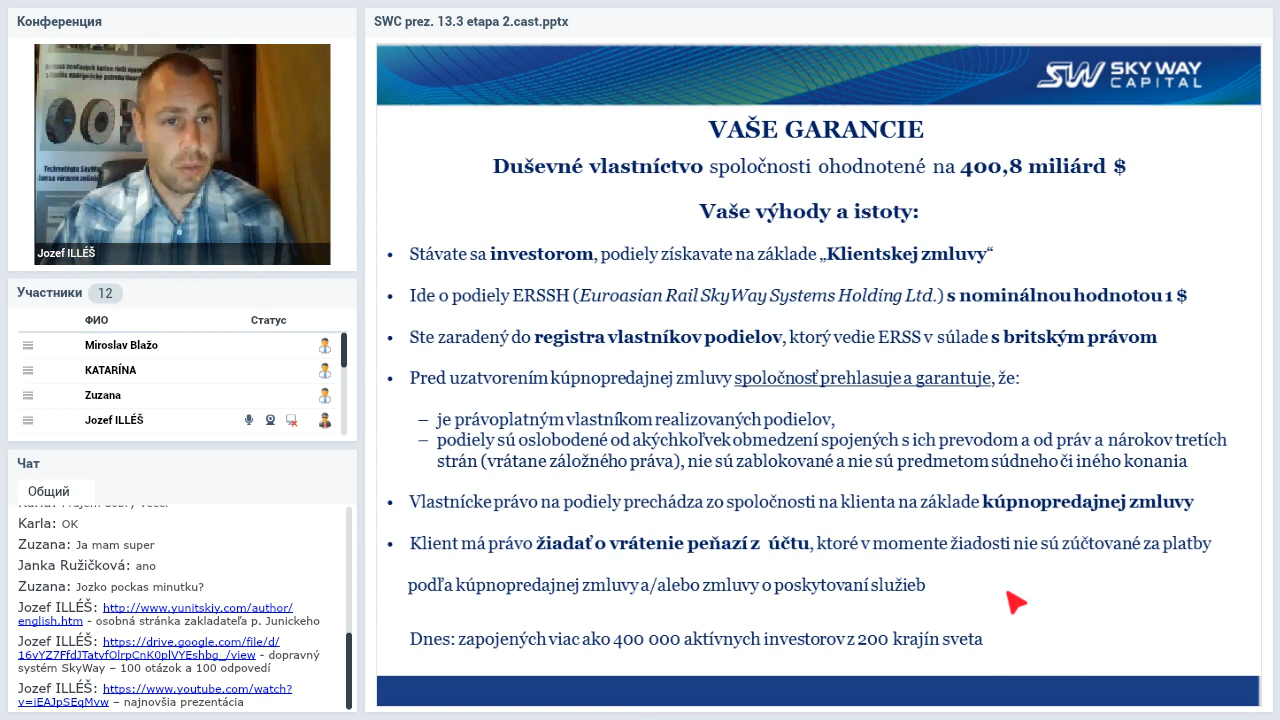 Конференция
Jozef ILLÉŠ
Участники 12
ФИО Статус
Miroslav Blažo
KATARÍNA
Zuzana
Jozef ILLÉŠ
Чат
Общий
Karla: OK
Zuzana: Ja mam super
Janka Ružičková: ano
Zuzana: Jozko pockas minutku?
Jozef ILLÉŠ: http://www.yunitskiy.com/author/
english.htm - osobná stránka zakladateľa p. Junickeho
Jozef ILLÉŠ: https://drive.google.com/file/d/
16vYZ7FfdJTatvfOlrpCnK0plVYEshbg_/view - dopravný
systém SkyWay – 100 otázok a 100 odpovedí
Jozef ILLÉŠ: https://www.youtube.com/watch?
v=iEAJpSEqMvw – najnovšia prezentácia
SWC prez. 13.3 etapa 2.cast.pptx
SW SKY WAY
CAPITAL
VAŠE GARANCIE
Duševné vlastníctvo spoločnosti ohodnotené na 400,8 miliárd $
Vaše výhody a istoty:
• Stávate sa investorom, podiely získavate na základe „Klientskej zmluvy“
• Ide o podiely ERSSH (Euroasian Rail SkyWay Systems Holding Ltd.) s nominálnou hodnotou 1 $
• Ste zaradený do registra vlastníkov podielov, ktorý vedie ERSS v súlade s britským právom
• Pred uzatvorením kúpnopredajnej zmluvy spoločnosť prehlasuje a garantuje, že:
– je právoplatným vlastníkom realizovaných podielov,
– podiely sú oslobodené od akýchkoľvek obmedzení spojených s ich prevodom a od práv a nárokov tretích
strán (vrátane záložného práva), nie sú zablokované a nie sú predmetom súdneho či iného konania
• Vlastnícke právo na podiely prechádza zo spoločnosti na klienta na základe kúpnopredajnej zmluvy
• Klient má právo žiadať o vrátenie peňazí z účtu, ktoré v momente žiadosti nie sú zúčtované za platby
podľa kúpnopredajnej zmluvy a/alebo zmluvy o poskytovaní služieb
Dnes: zapojených viac ako 400 000 aktívnych investorov z 200 krajín sveta